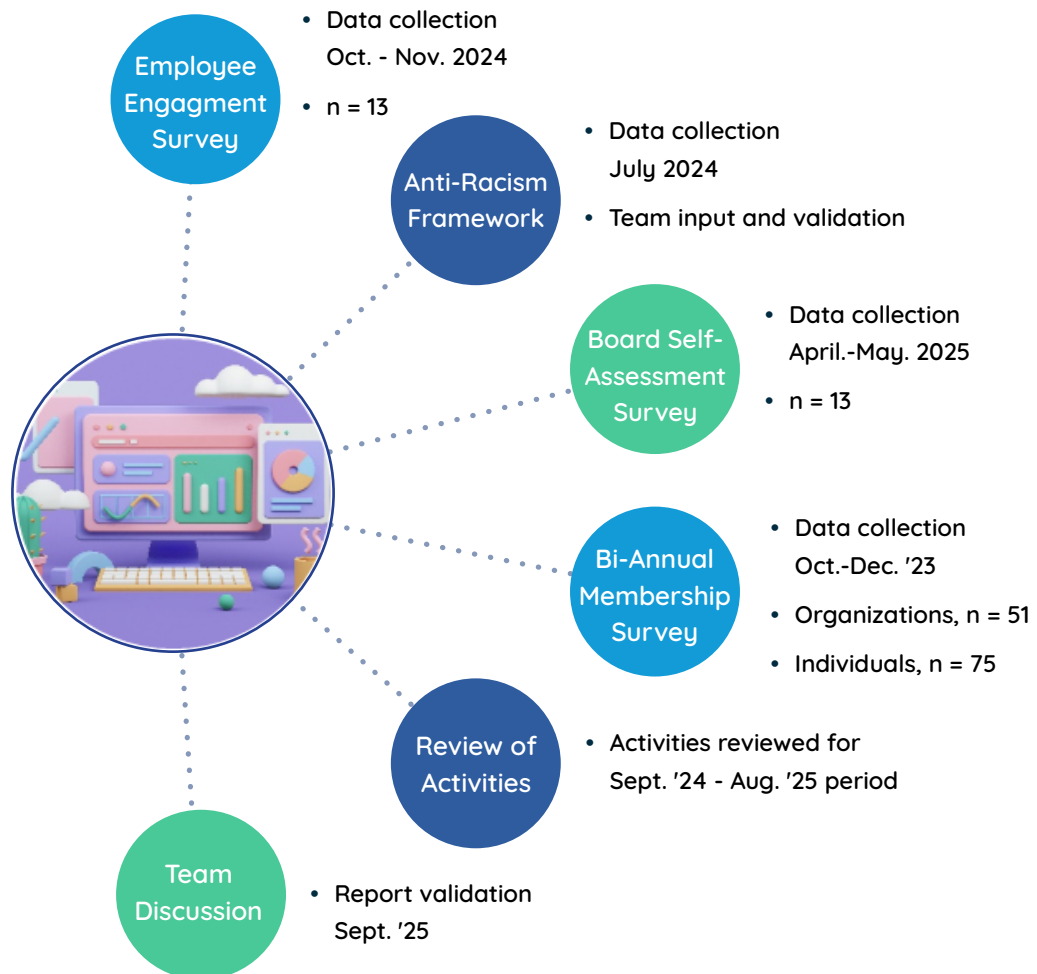 Employee
Engagment
Survey
• Data collection
Oct. - Nov. 2024
• n = 13
Anti-Racism
Framework
• Data collection
July 2024
• Team input and validation
Board Self-
Assessment
Survey
• Data collection
April.-May. 2025
• n = 13
Bi-Annual
Membership
Survey
• Data collection
Oct.-Dec. '23
• Organizations, n = 51
• Individuals, n = 75
Review of
Activities
• Activities reviewed for
Sept. '24 - Aug. '25 period
Team
Discussion
• Report validation
Sept. '25